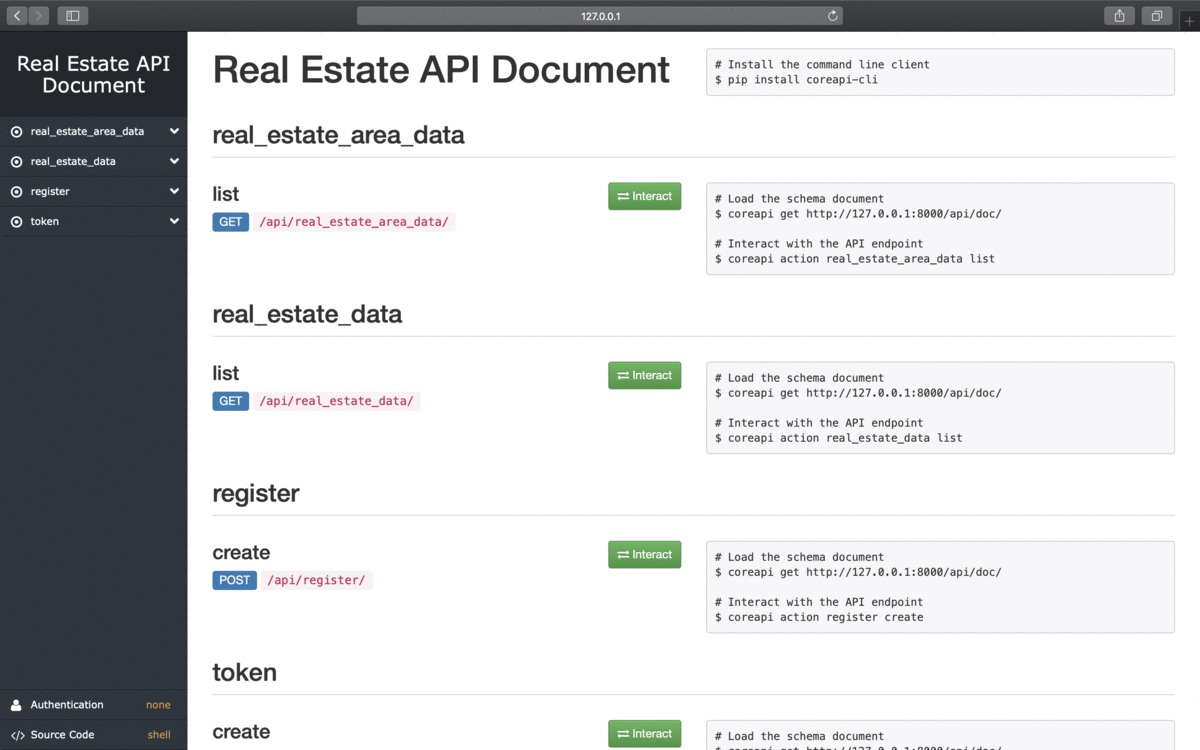 127.0.0.1
Real Estate API
Document
real_estate_area_data
real_estate_data
register
token
Authentication none
Source Code shell
Real Estate API Document
# Install the command line client
$ pip install coreapi-cli
real_estate_area_data
list
Interact
GET /api/real_estate_area_data/
# Load the schema document
$ coreapi get http://127.0.0.1:8000/api/doc/
# Interact with the API endpoint
$ coreapi action real_estate_area_data list
real_estate_data
list
Interact
GET /api/real_estate_data/
# Load the schema document
$ coreapi get http://127.0.0.1:8000/api/doc/
# Interact with the API endpoint
$ coreapi action real_estate_data list
register
create
Interact
POST /api/register/
# Load the schema document
$ coreapi get http://127.0.0.1:8000/api/doc/
# Interact with the API endpoint
$ coreapi action register create
token
create
Interact
# Load the schema document